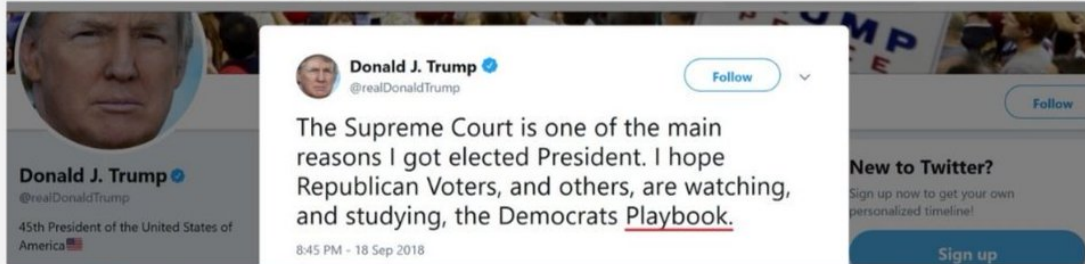 UMP
E
Donald J. Trump
@realDonaldTrump
Follow
The Supreme Court is one of the main
reasons I got elected President. I hope
Republican Voters, and others, are watching,
and studying, the Democrats Playbook.
8:45 PM - 18 Sep 2018
Donald J. Trump
@realDonaldTrump
45th President of the United States of
America
Follow
New to Twitter?
Sign up now to get your own
personalized timeline!
Sign up